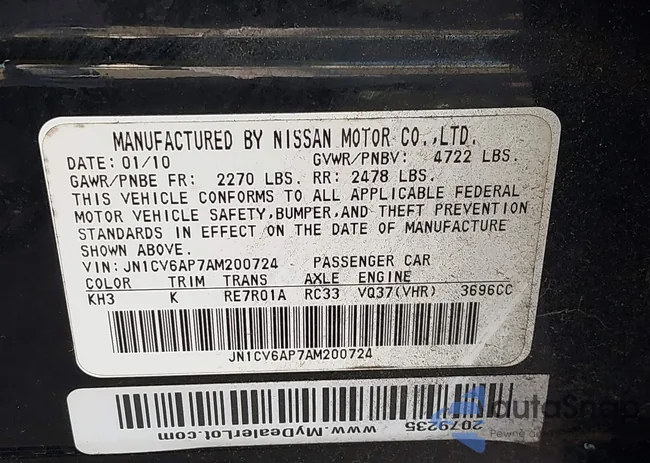 MANUFACTURED BY NISSAN MOTOR CO.,LTD.
DATE: 01/10 GVWR/PNBV: 4722 LBS.
GAWR/PNBE FR: 2270 LBS. RR: 2478 LBS.
THIS VEHICLE CONFORMS TO ALL APPLICABLE FEDERAL
MOTOR VEHICLE SAFETY,BUMPER,AND THEFT PREVENTION
STANDARDS IN EFFECT ON THE DATE OF MANUFACTURE
SHOWN ABOVE.
VIN: JN1CV6AP7AM200724 PASSENGER CAR
COLOR TRIM TRANS AXLE ENGINE
KH3 K RE7R01A RC33 VQ37(VHR) 3696CC
JN1CV6AP7AM200724
2079235 www.MyDealerLot.com
autoSnap